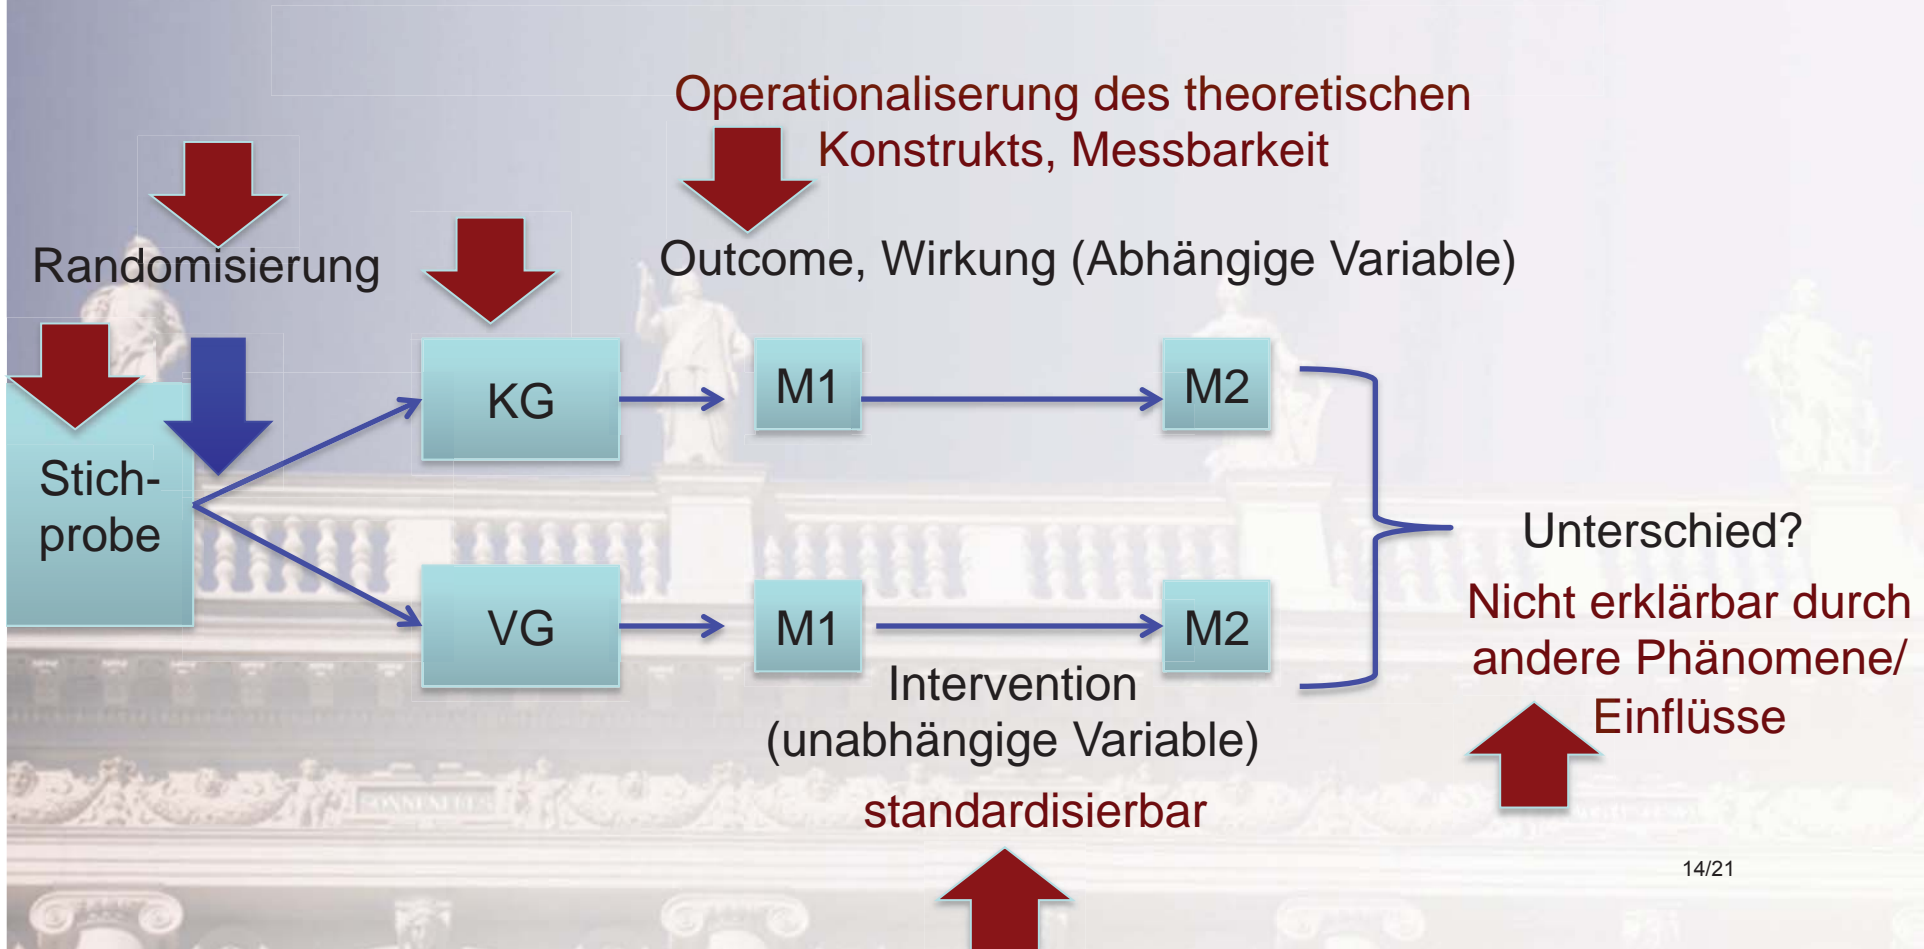 Operationaliserung des theoretischen
Konstrukts, Messbarkeit
Randomisierung
Outcome, Wirkung (Abhängige Variable)
KG
M1
M2
Stich-
probe
Unterschied?
Nicht erklärbar durch
andere Phänomene/
Einflüsse
VG
M1
M2
Intervention
(unabhängige Variable)
standardisierbar
14/21